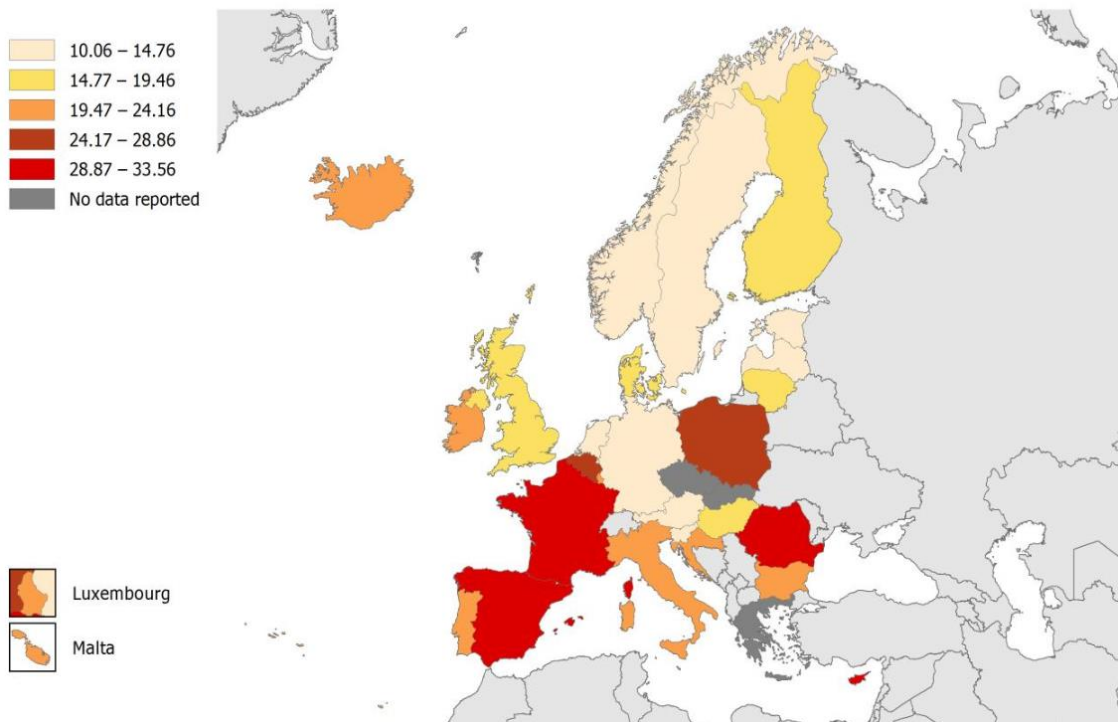 10.06 – 14.76
14.77 – 19.46
19.47 – 24.16
24.17 – 28.86
28.87 – 33.56
No data reported
Luxembourg
Malta